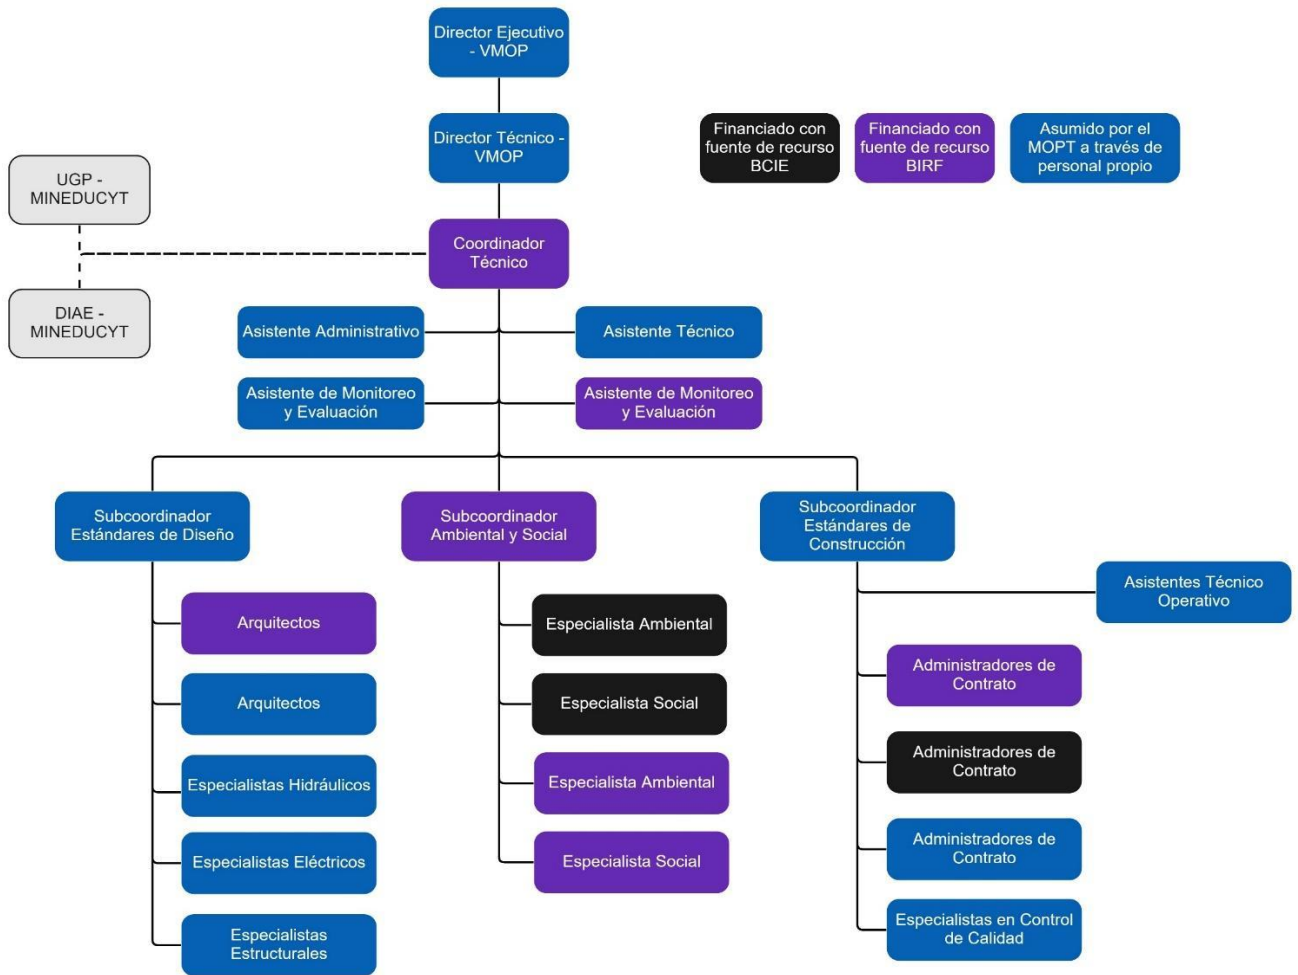 Director Ejecutivo
- VMOP
Director Técnico -
VMOP
Financiado con
fuente de recurso
BCIE
Financiado con
fuente de recurso
BIRF
Asumido por el
MOPT a través de
personal propio
UGP -
MINEDUCYT
Coordinador
Técnico
DIAE -
MINEDUCYT
Asistente Administrativo
Asistente Técnico
Asistente de Monitoreo
y Evaluación
Asistente de Monitoreo
y Evaluación
Subcoordinador
Estándares de Diseño
Subcoordinador
Ambiental y Social
Subcoordinador
Estándares de
Construcción
Asistentes Técnico
Operativo
Arquitectos
Arquitectos
Especialistas Hidráulicos
Especialistas Eléctricos
Especialistas
Estructurales
Especialista Ambiental
Especialista Social
Especialista Ambiental
Especialista Social
Administradores de
Contrato
Administradores de
Contrato
Administradores de
Contrato
Especialistas en Control
de Calidad